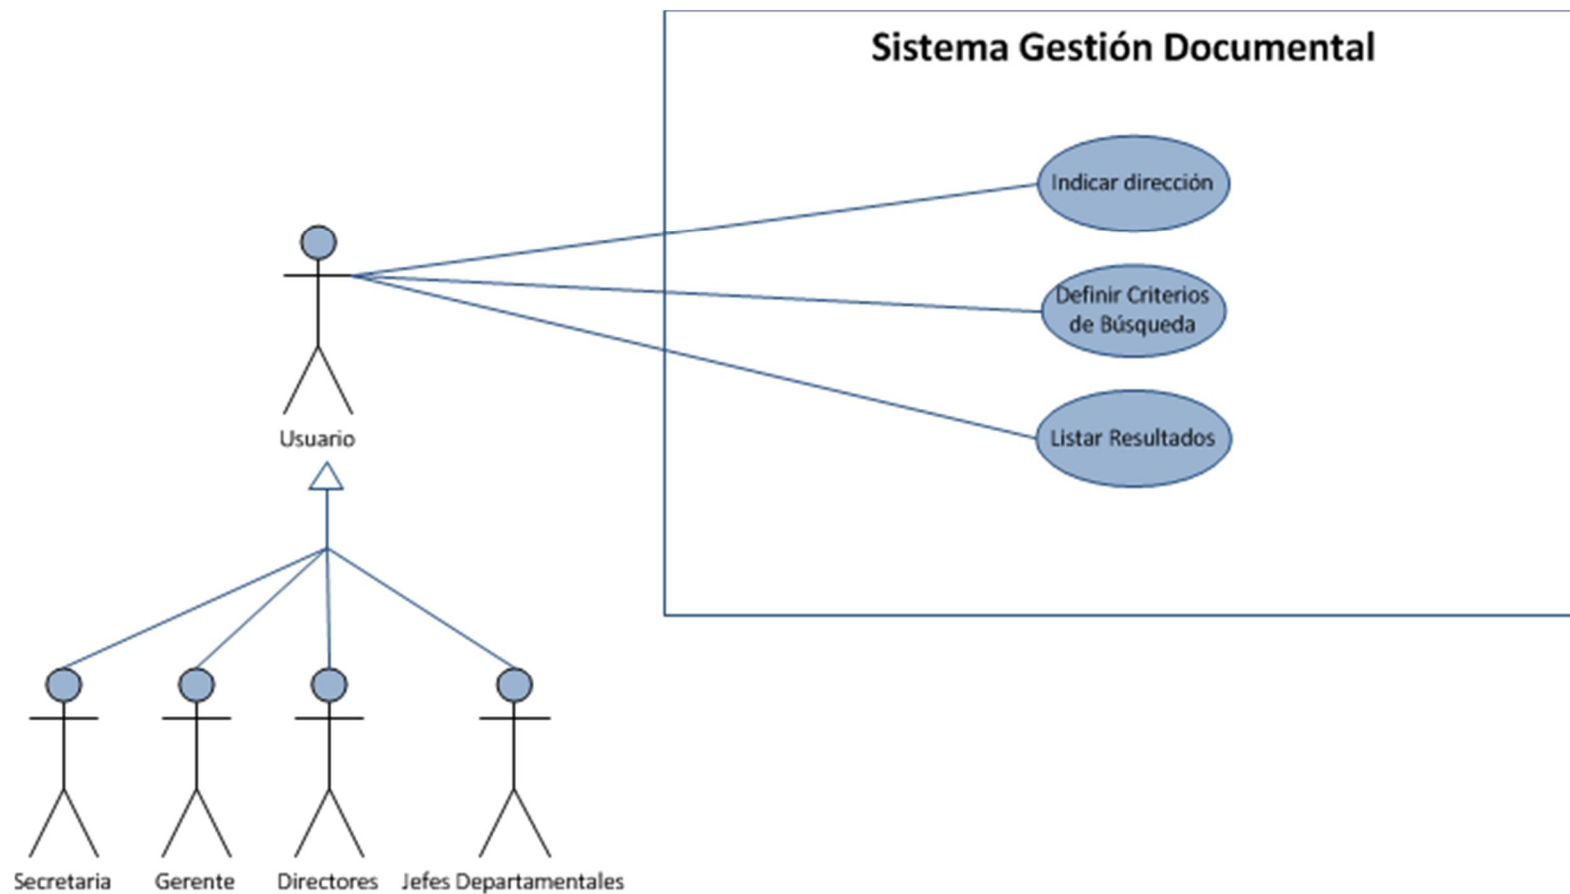 Sistema Gestión Documental
Indicar dirección
Definir Criterios
de Búsqueda
Listar Resultados
Usuario
Secretaria
Gerente
Directores
Jefes Departamentales